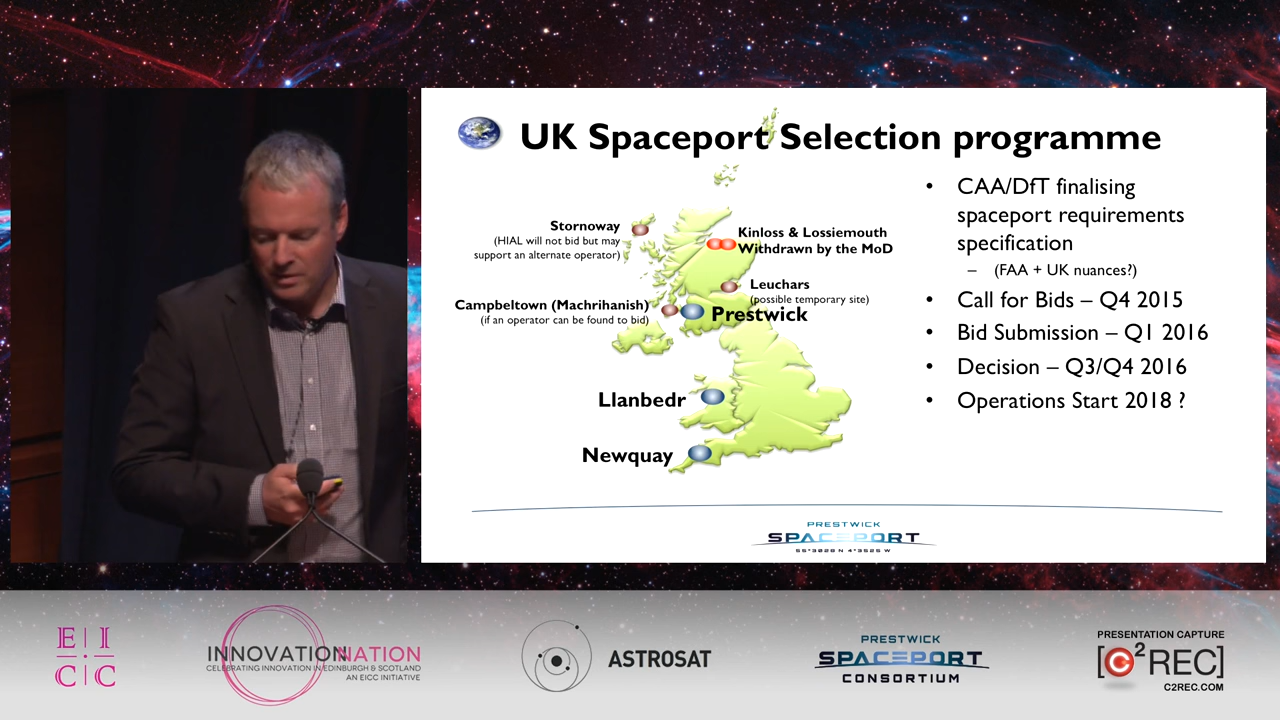 UK Spaceport Selection programme
Stornoway
(HIAL will not bid but may
support an alternate operator)
Kinloss & Lossiemouth
Withdrawn by the MoD
Leuchars
(possible temporary site)
Campbeltown (Machrihanish)
(if an operator can be found to bid)
Prestwick
Llanbedr
Newquay
• CAA/DfT finalising
spaceport requirements
specification
– (FAA + UK nuances?)
• Call for Bids – Q4 2015
• Bid Submission – Q1 2016
• Decision – Q3/Q4 2016
• Operations Start 2018 ?
PRESTWICK
SPACEPORT
55°3028 N 4°3525 W
E I
C C
INNOVATIONNATION
CELEBRATING INNOVATION IN EDINBURGH & SCOTLAND
AN EICC INITIATIVE
ASTROSAT
PRESTWICK
SPACEPORT
CONSORTIUM
PRESENTATION CAPTURE
[C²REC]
C2REC.COM